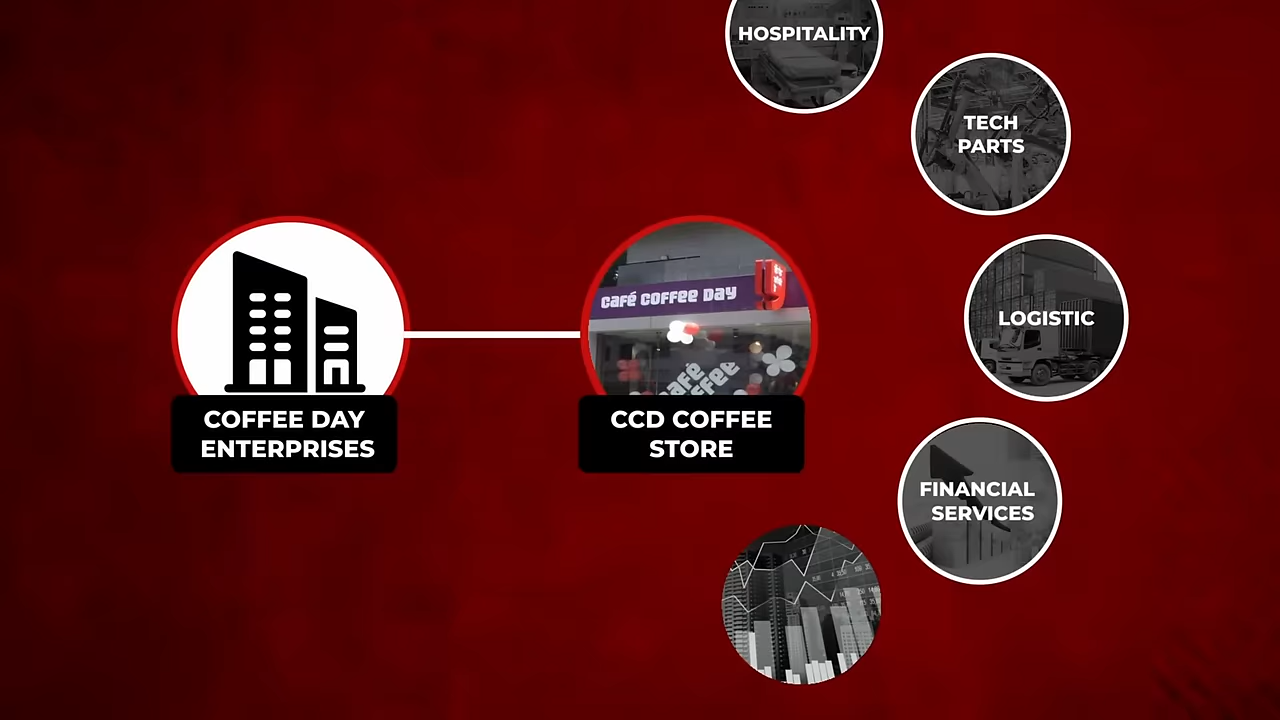 HOSPITALITY
TECH
PARTS
LOGISTIC
FINANCIAL
SERVICES
COFFEE DAY
ENTERPRISES
CCD COFFEE
STORE
café coffee Day